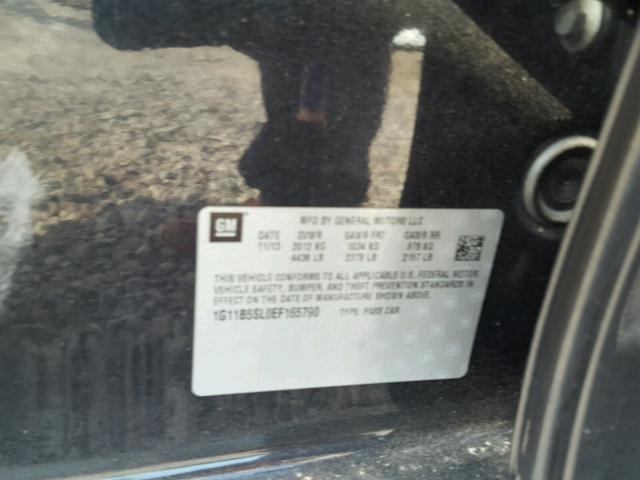 GM
MFD BY GENERAL MOTORS LLC
DATE GVWR GAWR FRT GAWR RR
11/13 2012 KG 1034 KG 978 KG
4436 LB 2279 LB 2157 LB
THIS VEHICLE CONFORMS TO ALL APPLICABLE U.S. FEDERAL MOTOR
VEHICLE SAFETY, BUMPER, AND THEFT PREVENTION STANDARDS IN
EFFECT ON THE DATE OF MANUFACTURE SHOWN ABOVE.
1G11B5SL0EF165790 TYPE: PASS CAR